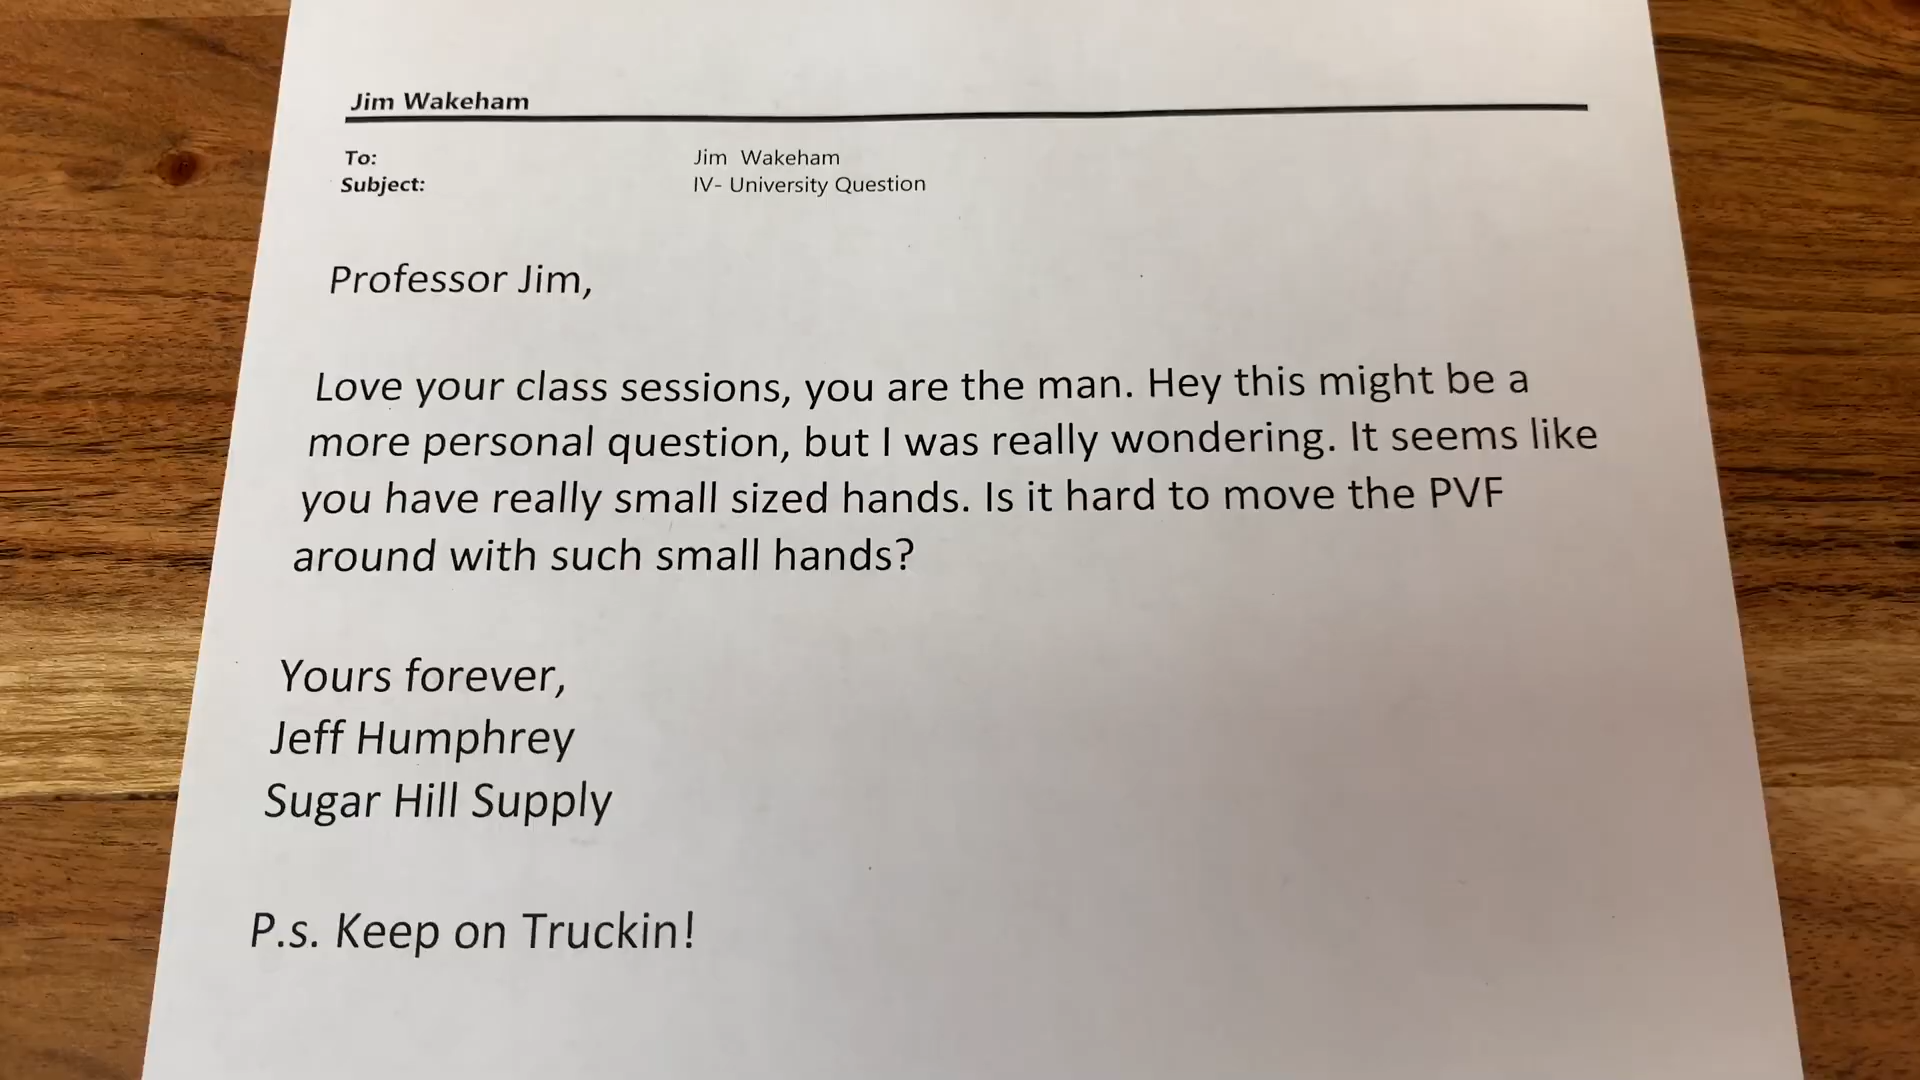 Jim Wakeham
To: Jim Wakeham
Subject: IV- University Question
Professor Jim,
Love your class sessions, you are the man. Hey this might be a
more personal question, but I was really wondering. It seems like
you have really small sized hands. Is it hard to move the PVF
around with such small hands?
Yours forever,
Jeff Humphrey
Sugar Hill Supply
P.s. Keep on Truckin!